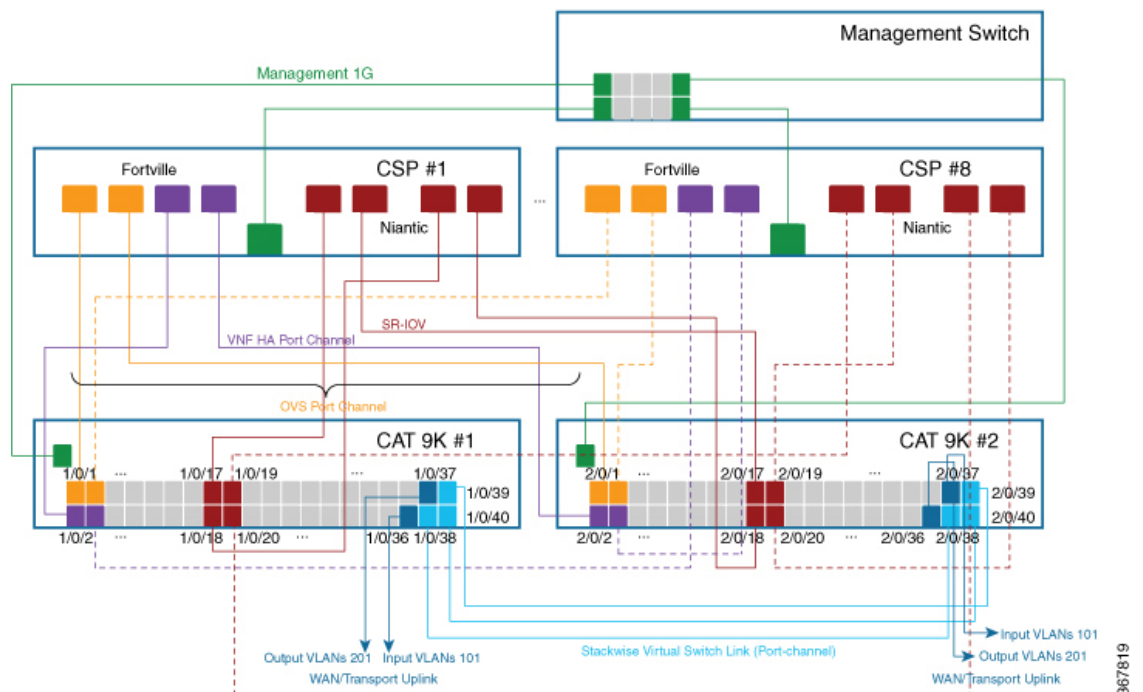 Management Switch
Management 1G
Fortville
CSP #1
Niantic
...
Fortville
CSP #8
Niantic
SR-IOV
VNF HA Port Channel
OVS Port Channel
CAT 9K #1
1/0/1 ... 1/0/17 1/0/19 ... 1/0/37
1/0/39
1/0/40
1/0/2 ... 1/0/18 1/0/20 ... 1/0/36 1/0/38
CAT 9K #2
2/0/1 ... 2/0/17 2/0/19 ... 2/0/37
2/0/39
2/0/40
2/0/2 ... 2/0/18 2/0/20 ... 2/0/36 2/0/38
Output VLANs 201 Input VLANs 101
WAN/Transport Uplink
Stackwise Virtual Switch Link (Port-channel)
Input VLANs 101
Output VLANs 201
WAN/Transport Uplink
367819